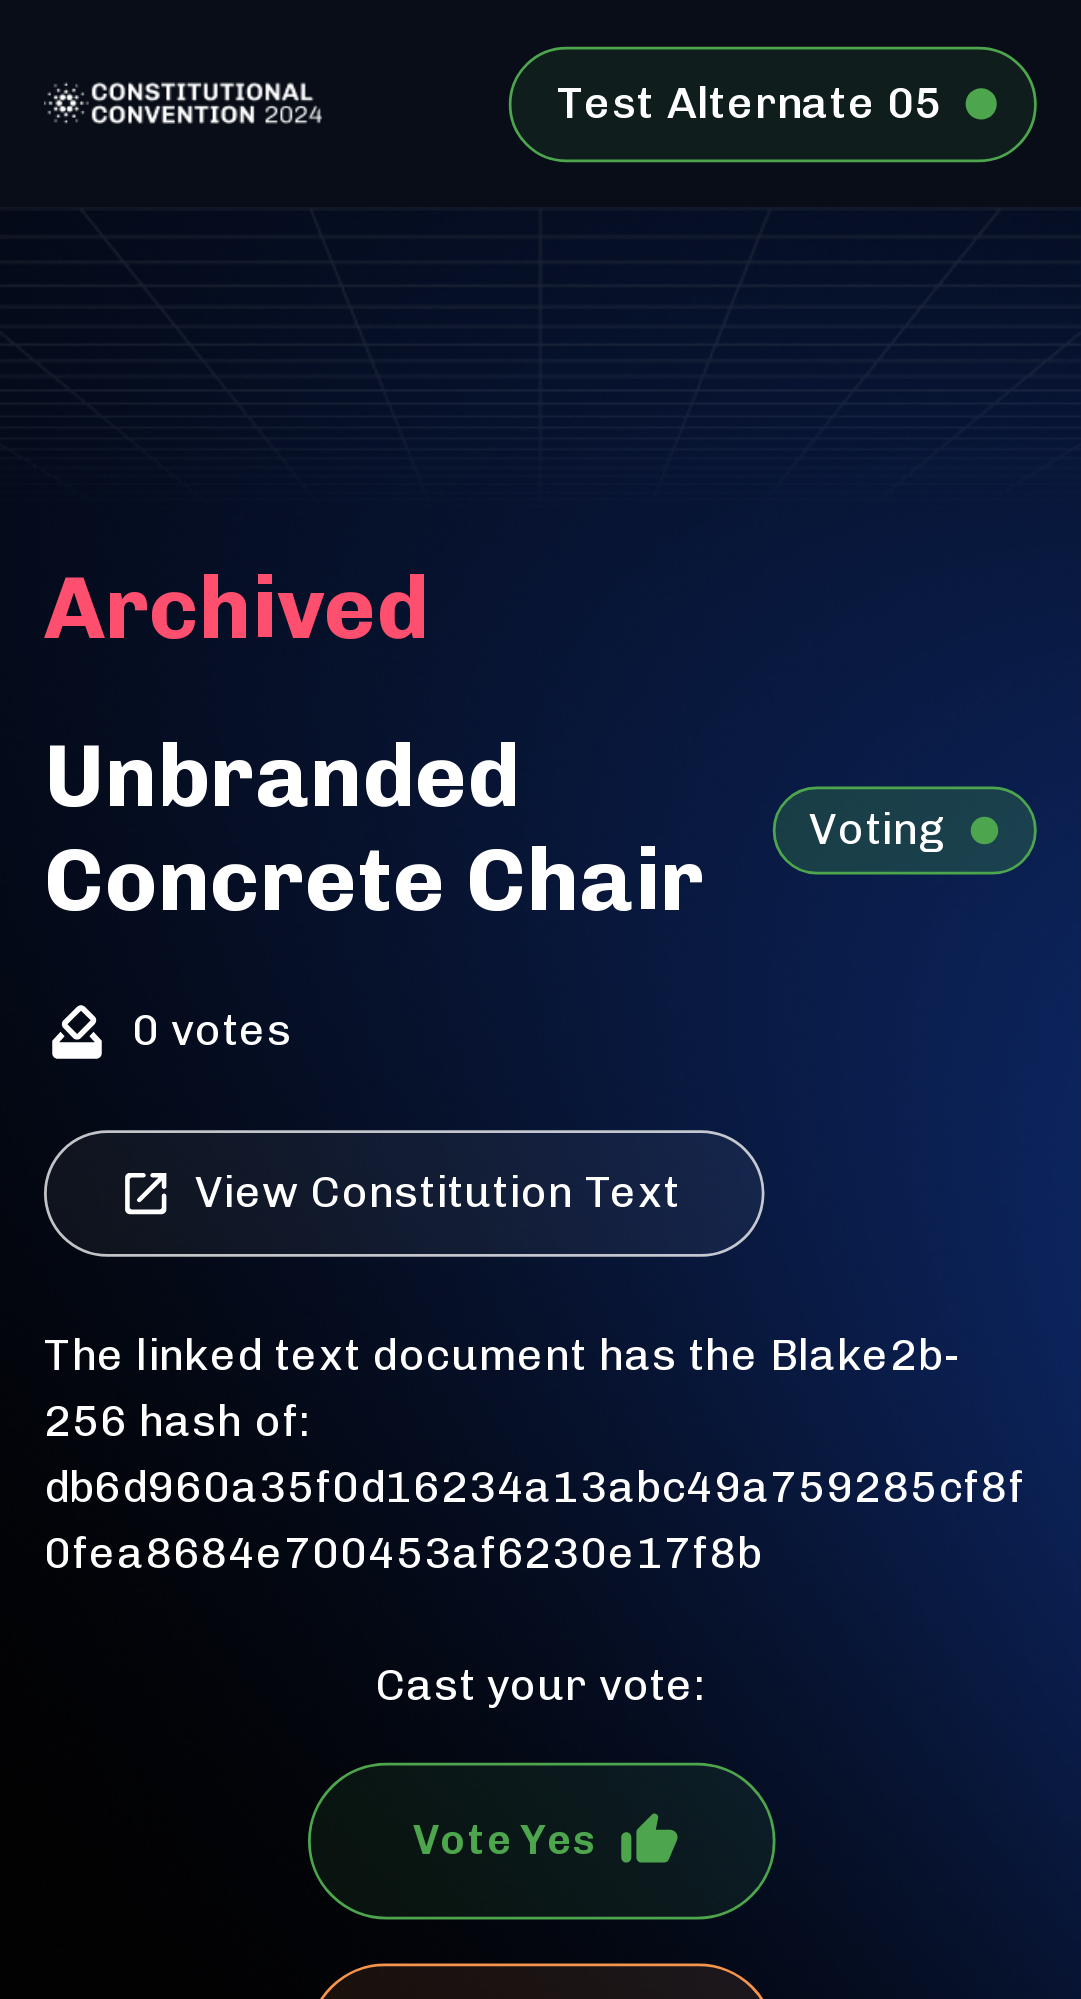 CONSTITUTIONAL
CONVENTION 2024
Test Alternate 05
Archived
Unbranded
Concrete Chair
Voting
0 votes
View Constitution Text
The linked text document has the Blake2b-
256 hash of:
db6d960a35f0d16234a13abc49a759285cf8f
0fea8684e700453af6230e17f8b
Cast your vote:
Vote Yes